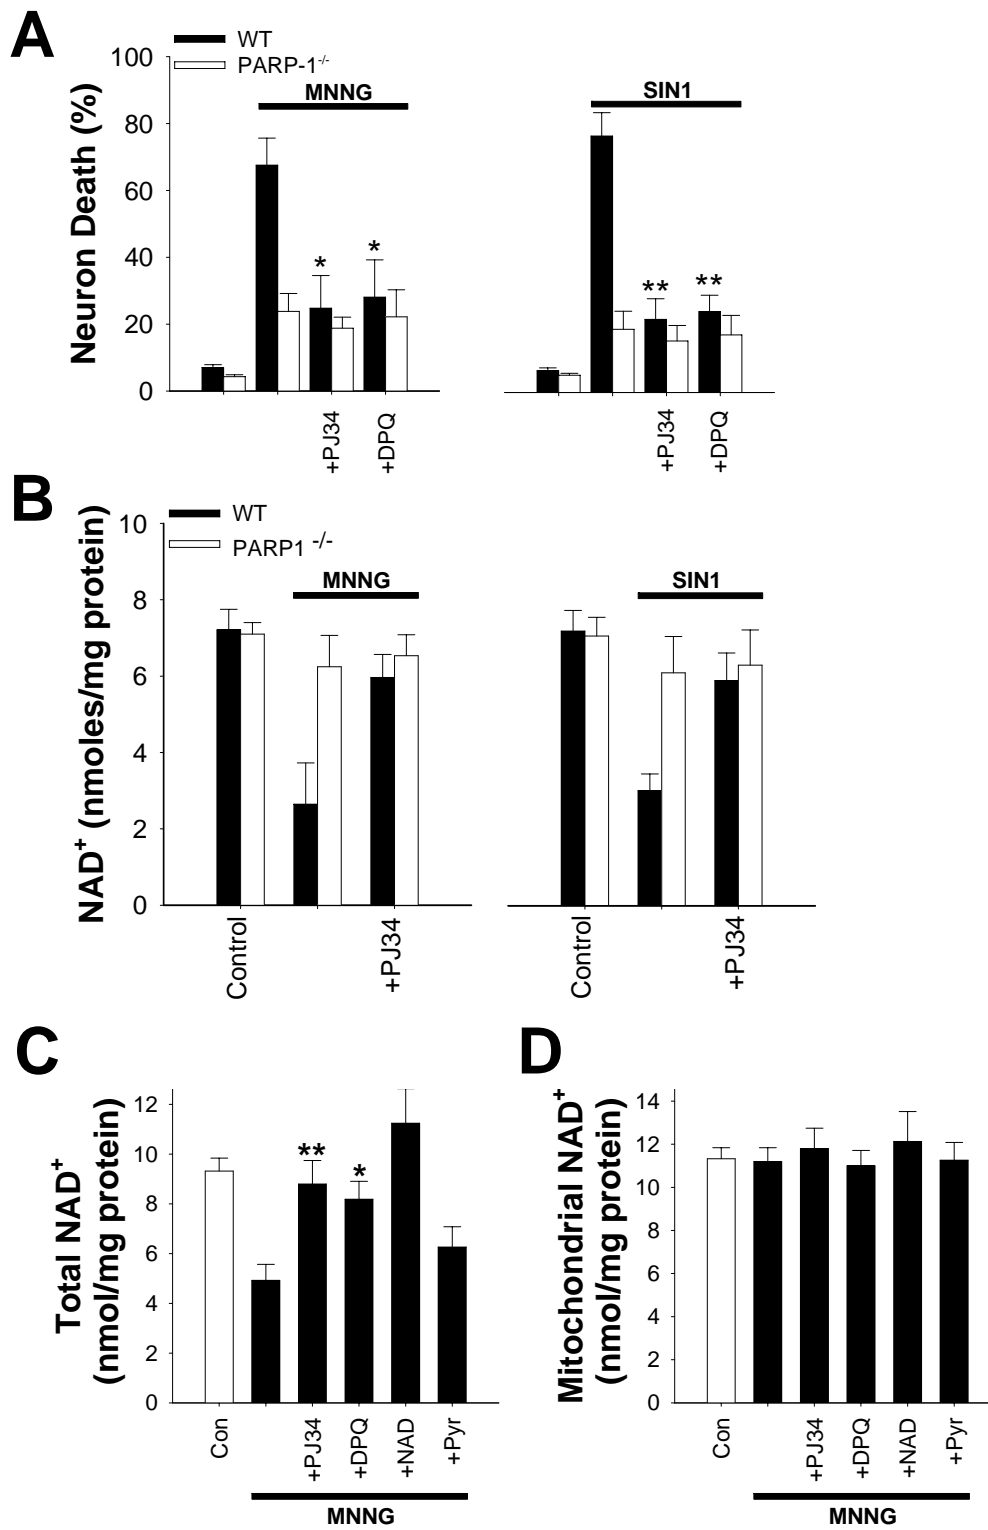 A
WT
PARP-1-/-
Neuron Death (%)
100
80
60
40
20
0
MNNG
* *
+PJ34
+DPQ
SIN1
** **
+PJ34
+DPQ
B
WT
PARP1 -/-
NAD+ (nmoles/mg protein)
10
8
6
4
2
0
MNNG
Control
+PJ34
SIN1
Control
+PJ34
C
Total NAD+
(nmol/mg protein)
12
10
8
6
4
2
0
** *
Con
+PJ34
+DPQ
+NAD
+Pyr
MNNG
D
Mitochondrial NAD+
(nmol/mg protein)
14
12
10
8
6
4
2
0
Con
+PJ34
+DPQ
+NAD
+Pyr
MNNG